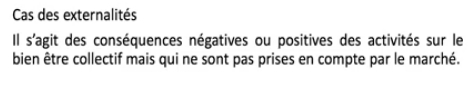 Cas des externalités
Il s’agit des conséquences négatives ou positives des activités sur le
bien être collectif mais qui ne sont pas prises en compte par le marché.